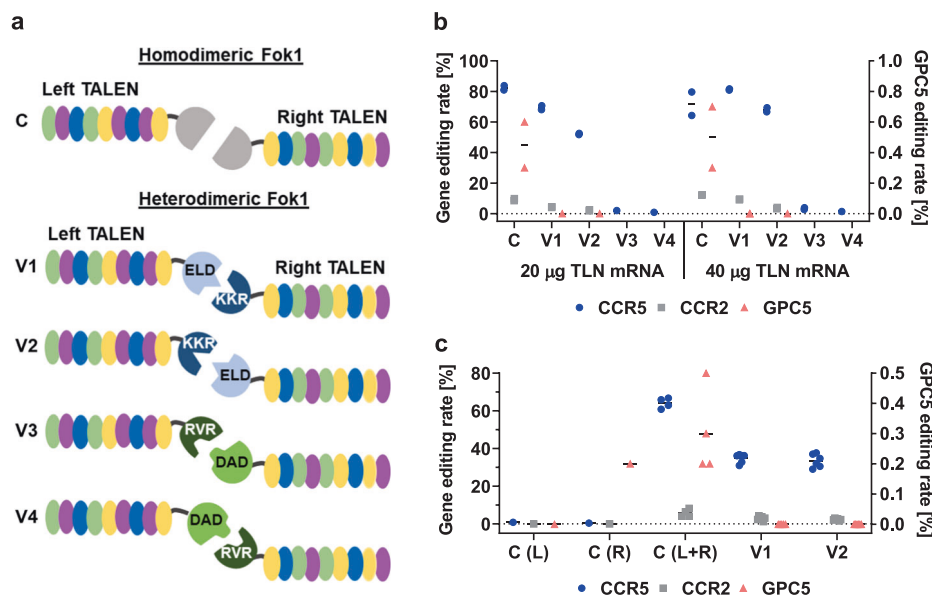 a
Homodimeric Fok1
Left TALEN
C
Right TALEN
Heterodimeric Fok1
Left TALEN
V1
ELD
Right TALEN
KKR
V2
KKR
ELD
V3
RVR
DAD
V4
DAD
RVR
b
Gene editing rate [%]
100
80
60
40
20
0
GPC5 editing rate [%]
1.0
0.8
0.6
0.4
0.2
0.0
C V1 V2 V3 V4 C V1 V2 V3 V4
20 µg TLN mRNA 40 µg TLN mRNA
CCR5 CCR2 GPC5
c
Gene editing rate [%]
80
60
40
20
0
GPC5 editing rate [%]
0.5
0.4
0.3
0.2
0.1
0.0
C (L) C (R) C (L+R) V1 V2
CCR5 CCR2 GPC5